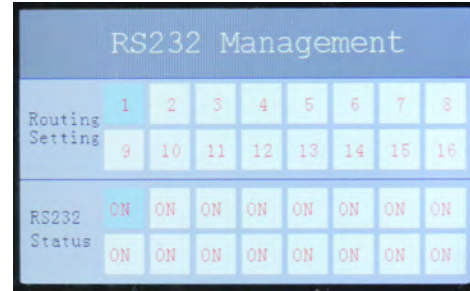 RS232 Management
Routing Setting
1 2 3 4 5 6 7 8
9 10 11 12 13 14 15 16
RS232 Status
ON ON ON ON ON ON ON ON
ON ON ON ON ON ON ON ON